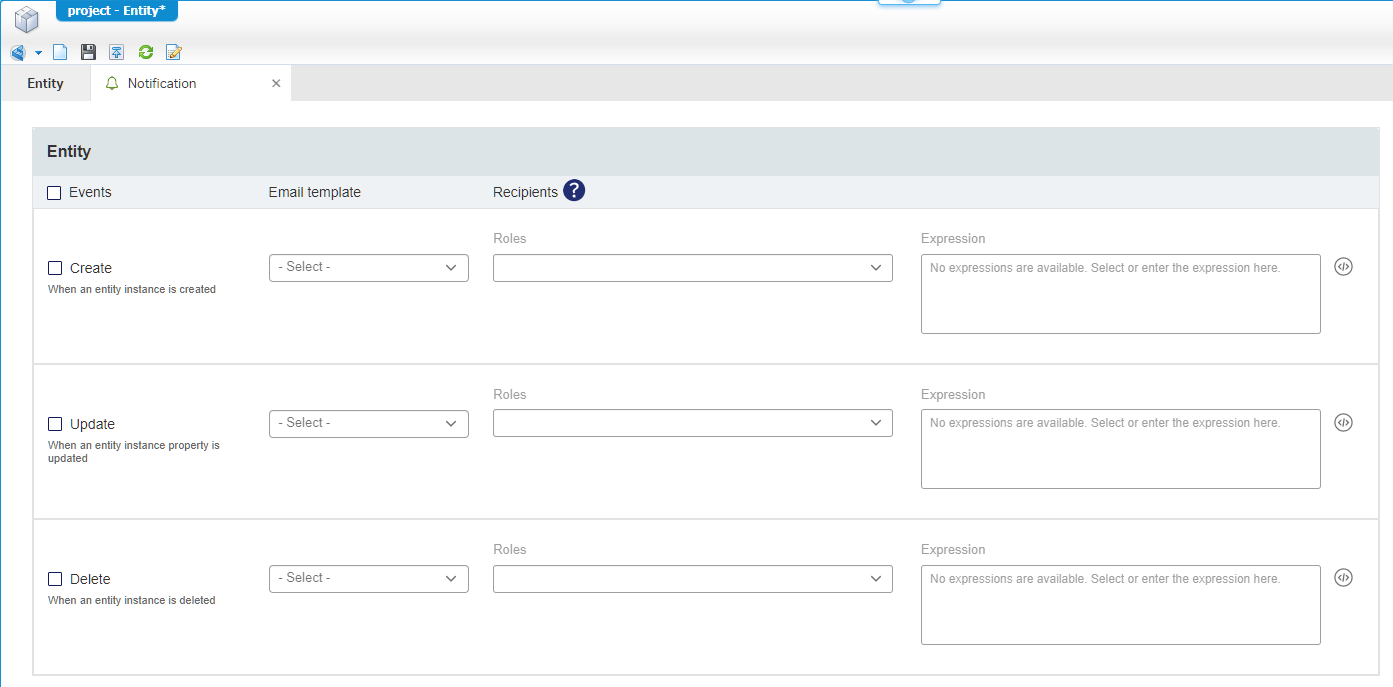 project - Entity*
Entity
Notification
Entity
Events
Email template
Recipients ?
Roles
Expression
Create
- Select -
No expressions are available. Select or enter the expression here.
When an entity instance is created
Roles
Expression
Update
- Select -
No expressions are available. Select or enter the expression here.
When an entity instance property is
updated
Roles
Expression
Delete
- Select -
No expressions are available. Select or enter the expression here.
When an entity instance is deleted